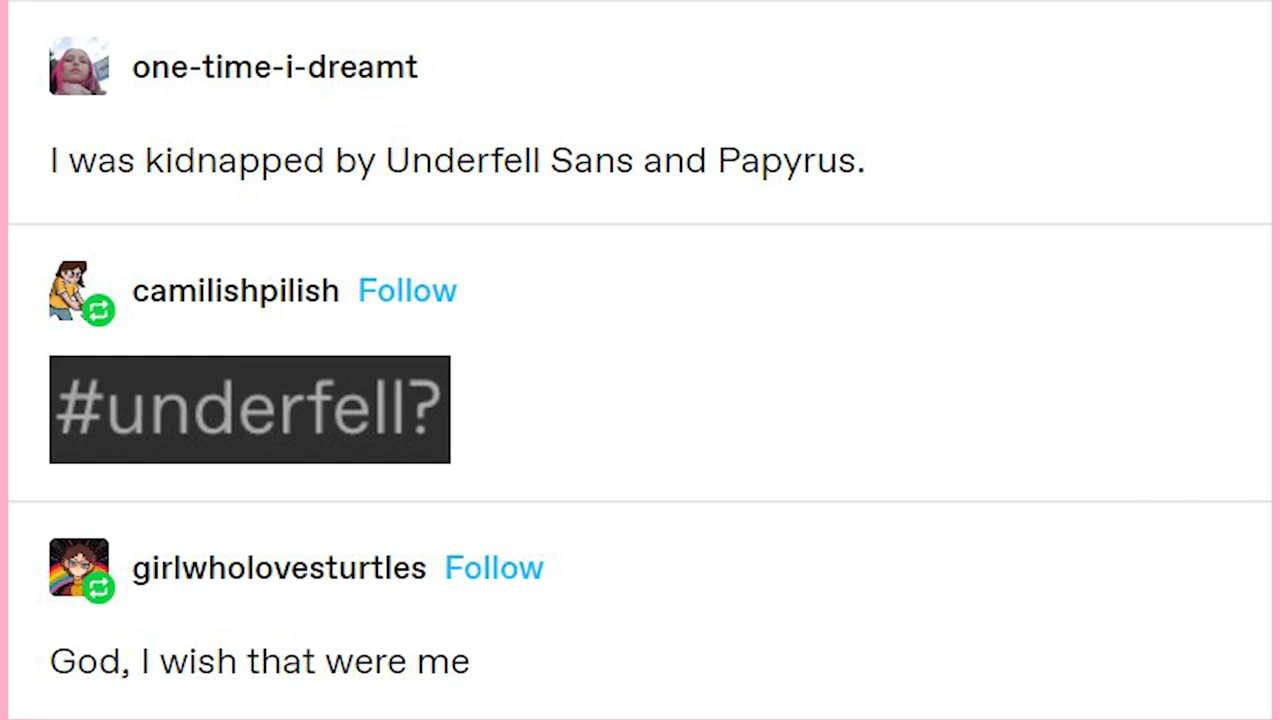 one-time-i-dreamt
I was kidnapped by Underfell Sans and Papyrus.
camilishpilish Follow
#underfell?
girlwholovesturtles Follow
God, I wish that were me